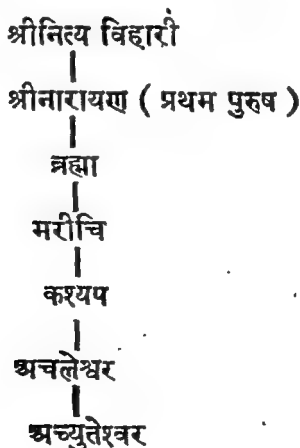 श्रीनित्य विहारी
श्रीनारायण ( प्रथम पुरुष )
ब्रह्मा
मरीचि
कश्यप
अचलेश्वर
अच्युतेश्वर